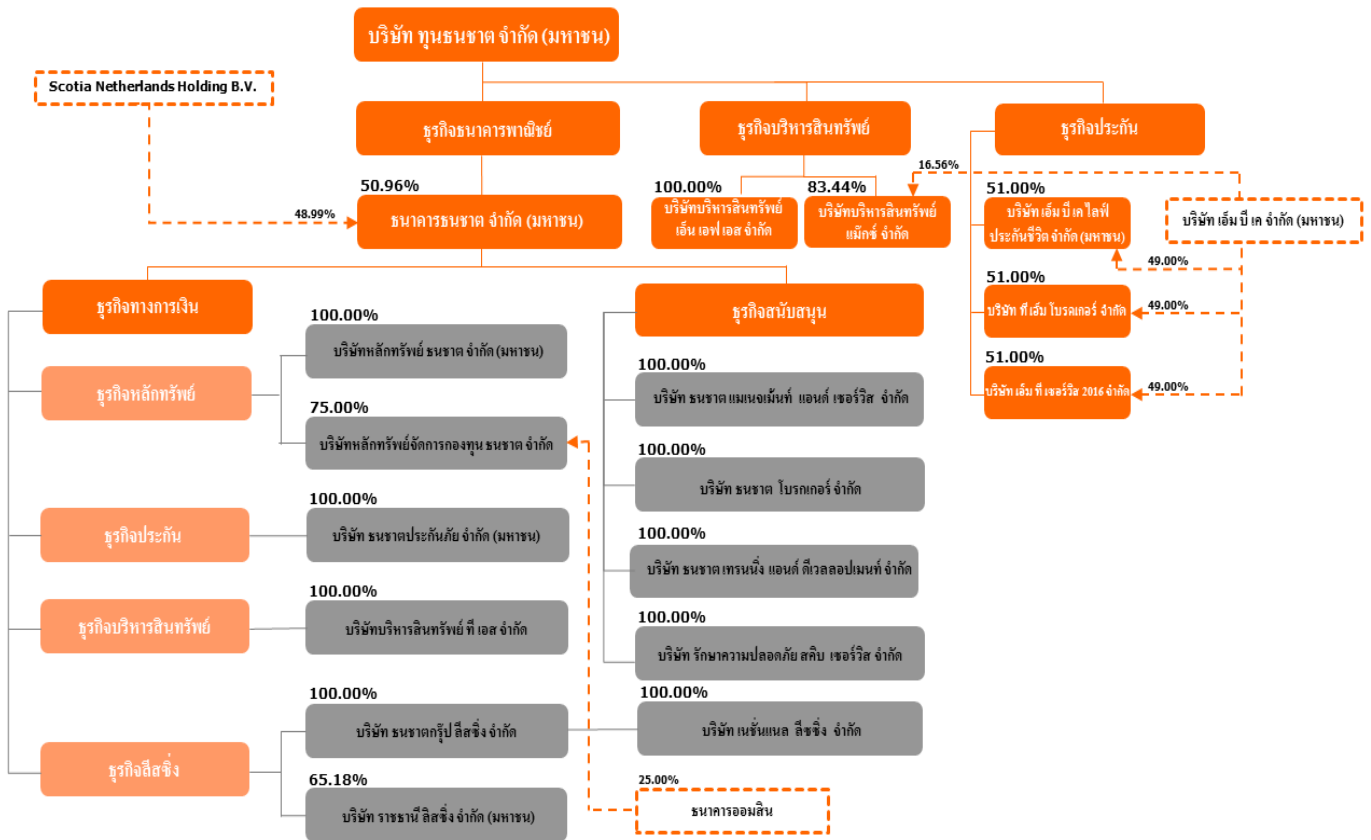 บริษัท ทุนธนชาต จำกัด (มหาชน)
Scotia Netherlands Holding B.V.
ธุรกิจธนาคารพาณิชย์
ธุรกิจบริหารสินทรัพย์
ธุรกิจประกัน
50.96%
48.99%
ธนาคารธนชาต จำกัด (มหาชน)
100.00%
บริษัทบริหารสินทรัพย์
เอ็น เอฟ เอส จำกัด
83.44%
บริษัทบริหารสินทรัพย์
แม๊กซ์ จำกัด
16.56%
51.00%
บริษัท เอ็ม บี เค ไลฟ์
ประกันชีวิต จำกัด (มหาชน)
บริษัท เอ็ม บี เค จำกัด (มหาชน)
49.00%
51.00%
บริษัท ที เอ็ม โบรคเกอร์ จำกัด
49.00%
51.00%
บริษัท เอ็ม ที เซอร์วิส 2016 จำกัด
49.00%
ธุรกิจทางการเงิน
ธุรกิจหลักทรัพย์
100.00%
บริษัทหลักทรัพย์ ธนชาต จำกัด (มหาชน)
75.00%
บริษัทหลักทรัพย์จัดการกองทุน ธนชาต จำกัด
ธุรกิจประกัน
100.00%
บริษัท ธนชาตประกันภัย จำกัด (มหาชน)
ธุรกิจบริหารสินทรัพย์
100.00%
บริษัทบริหารสินทรัพย์ ที เอส จำกัด
ธุรกิจลีสซิ่ง
100.00%
บริษัท ธนชาตกรุ๊ป ลีสซิ่ง จำกัด
65.18%
บริษัท ราชธานี ลิสซิ่ง จำกัด (มหาชน)
ธุรกิจสนับสนุน
100.00%
บริษัท ธนชาต แมเนจเม้นท์ แอนด์ เซอร์วิส จำกัด
100.00%
บริษัท ธนชาต โบรกเกอร์ จำกัด
100.00%
บริษัท ธนชาต เทรนนิ่ง แอนด์ ดีเวลลอปเมนท์ จำกัด
100.00%
บริษัท รักษาความปลอดภัย สคิบ เซอร์วิส จำกัด
100.00%
บริษัท เนชั่นแนล ลีซซิ่ง จำกัด
25.00%
ธนาคารออมสิน